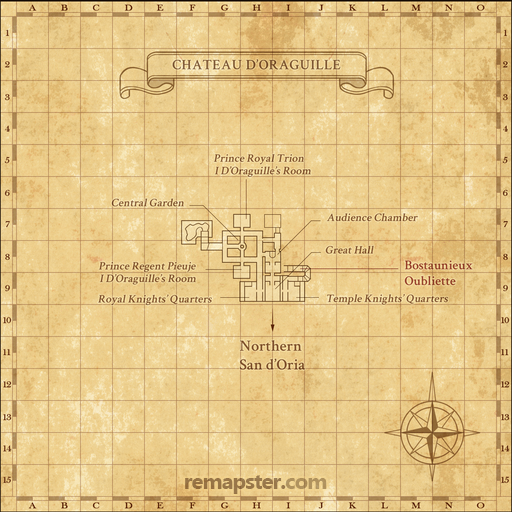 A B C D E F G H I J K L M N O
1
2
CHATEAU D'ORAGUILLE
3
4
5
Prince Royal Trion
I D'Oraguille's Room
6
Central Garden
Audience Chamber
7
Great Hall
8
Prince Regent Pieuje
I D'Oraguille's Room
Bostaunieux
Oubliette
9
Royal Knights' Quarters
Temple Knights' Quarters
10
Northern
San d'Oria
11
12
13
14
15
remapster.com
A B C D E F G H I J K L M N O